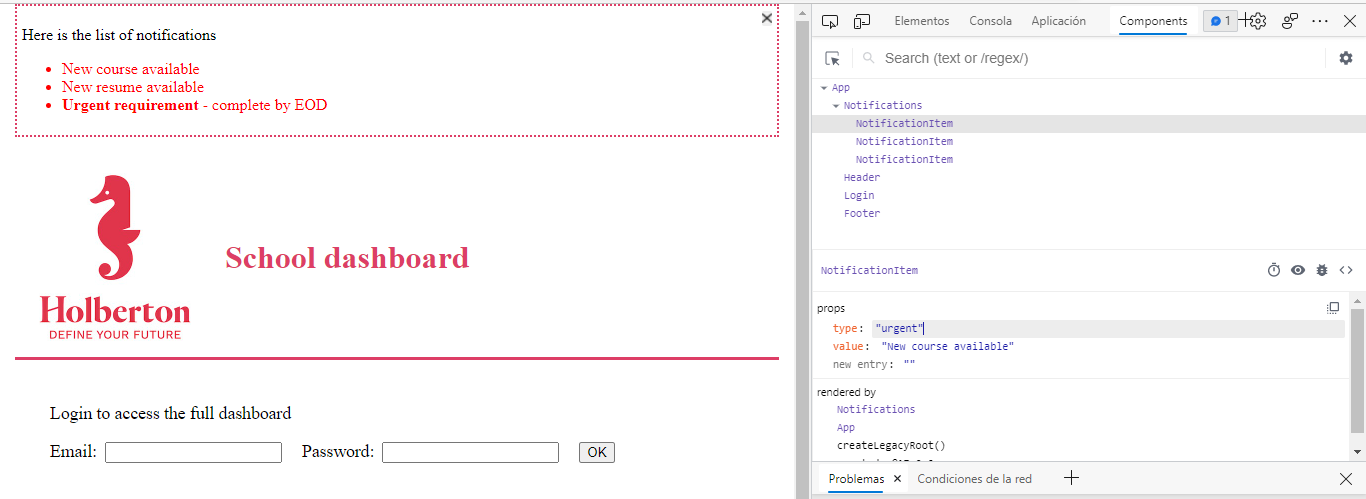 Here is the list of notifications
New course available
New resume available
Urgent requirement - complete by EOD
Holberton
DEFINE YOUR FUTURE
School dashboard
Login to access the full dashboard
Email: Password: OK
Elementos Consola Aplicación Components 1
Search (text or /regex/)
App
Notifications
NotificationItem
NotificationItem
NotificationItem
Header
Login
Footer
NotificationItem
props
type: "urgent"
value: "New course available"
new entry: ""
rendered by
Notifications
App
createLegacyRoot()
Problemas Condiciones de la red